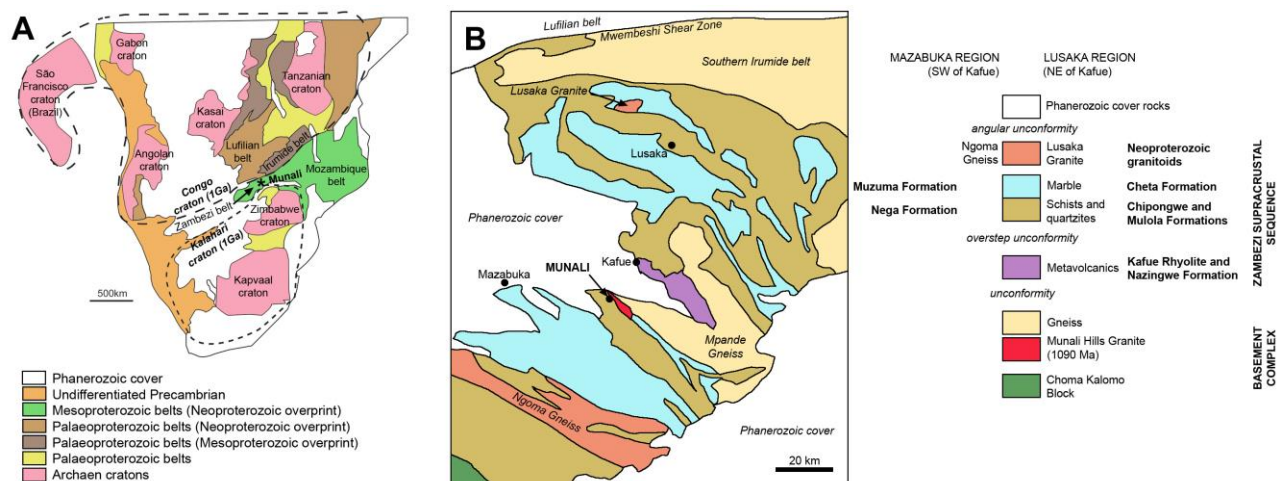 A
Gabon
craton
São
Francisco
craton
(Brazil)
Tanzanian
craton
Kasai
craton
Angolan
craton
Lufilian
belt
Irumide belt
Mozambique
belt
Munali
Congo
craton (1Ga)
Zambezi belt
Zimbabwe
craton
Kalahari
craton (1Ga)
Kapvaal
craton
500km
Phanerozoic cover
Undifferentiated Precambrian
Mesoproterozoic belts (Neoproterozoic overprint)
Palaeoproterozoic belts (Neoproterozoic overprint)
Palaeoproterozoic belts (Mesoproterozoic overprint)
Palaeoproterozoic belts
Archaen cratons
B
Lufilian belt
Mwembeshi Shear Zone
Southern Irumide belt
Lusaka Granite
Lusaka
Phanerozoic cover
Kafue
MUNALI
Mazabuka
Mpande
Gneiss
Ngoma Gneiss
Phanerozoic cover
20 km
MAZABUKA REGION
(SW of Kafue)
LUSAKA REGION
(NE of Kafue)
Phanerozoic cover rocks
angular unconformity
Ngoma
Gneiss
Lusaka
Granite
Neoproterozoic
granitoids
Muzuma Formation
Marble
Cheta Formation
Nega Formation
Schists and
quartzites
Chipongwe and
Mulola Formations
overstep unconformity
Metavolcanics
Kafue Rhyolite and
Nazingwe Formation
unconformity
Gneiss
Munali Hills Granite
(1090 Ma)
Choma Kalomo
Block
ZAMBEZI SUPRACRUSTAL
SEQUENCE
BASEMENT
COMPLEX